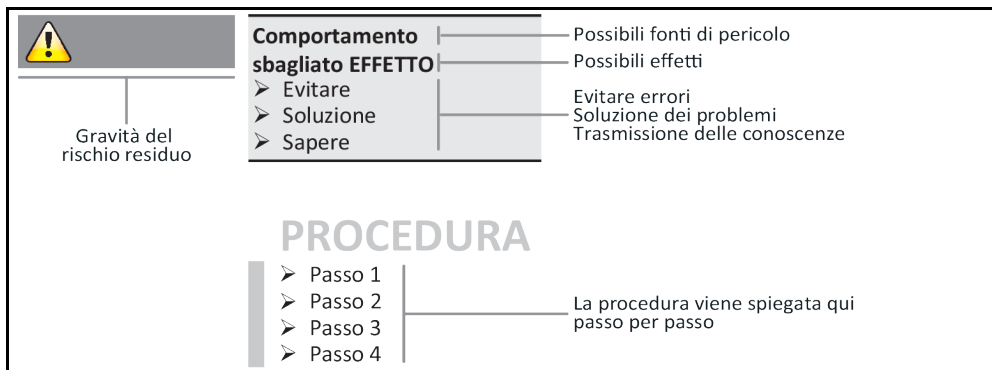 Comportamento
sbagliato EFFETTO
➢ Evitare
➢ Soluzione
➢ Sapere
Possibili fonti di pericolo
Possibili effetti
Evitare errori
Soluzione dei problemi
Trasmissione delle conoscenze
Gravità del
rischio residuo
PROCEDURA
➢ Passo 1
➢ Passo 2
➢ Passo 3
➢ Passo 4
La procedura viene spiegata qui
passo per passo